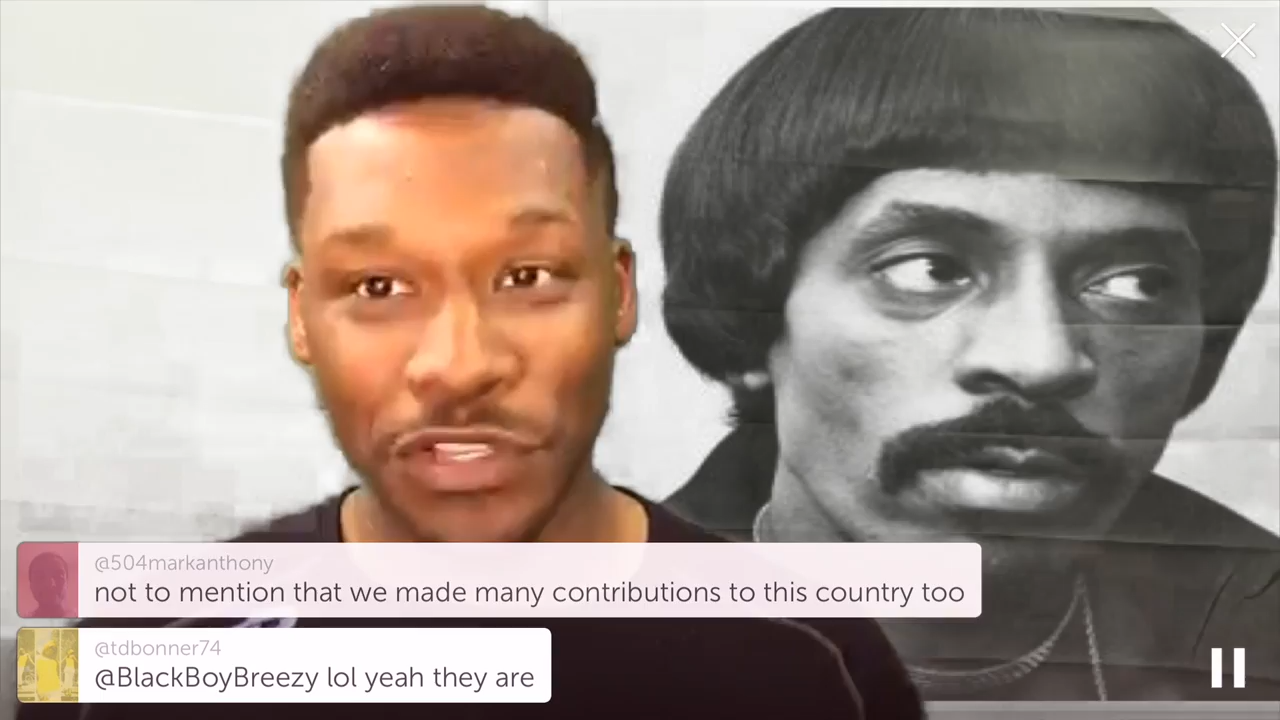 @504markanthony
not to mention that we made many contributions to this country too
@tdbonner74
@BlackBoyBreezy lol yeah they are